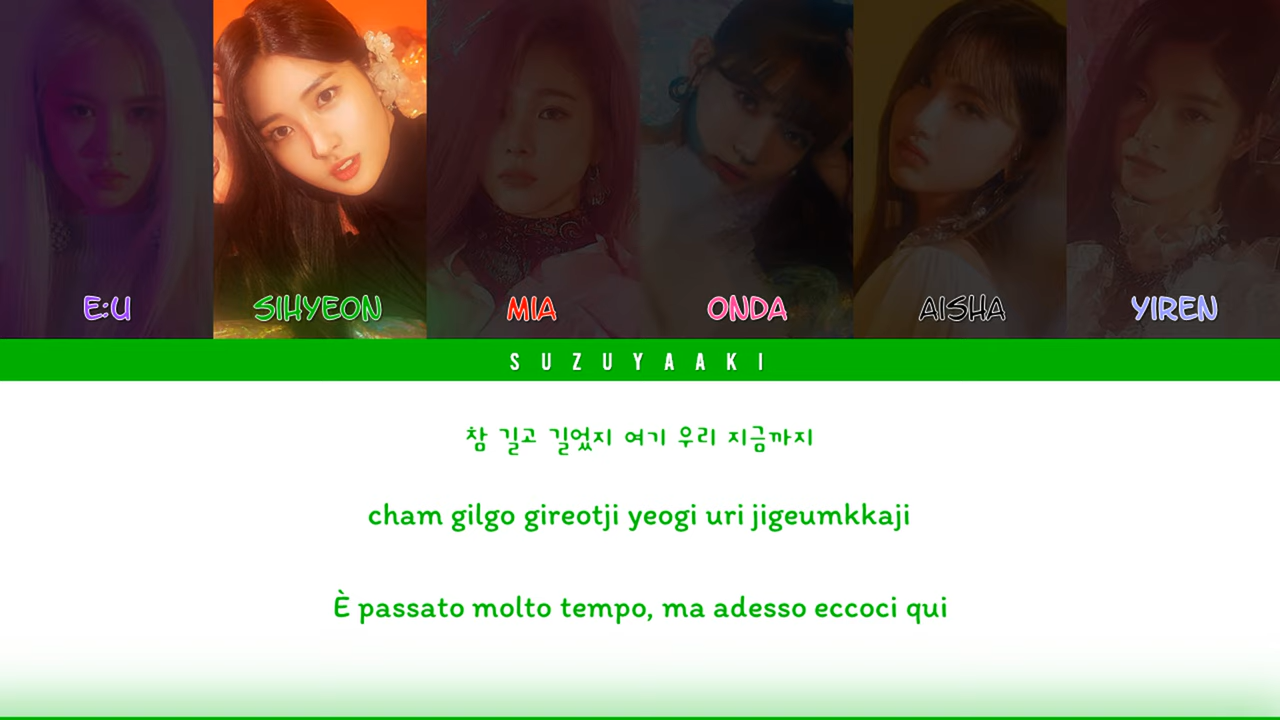 E:U
SIHYEON
MIA
ONDA
AISHA
YIREN
SUZUYAAKI
참 길고 길었지 여기 우리 지금까지
cham gilgo gireotji yeogi uri jigeumkkaji
È passato molto tempo, ma adesso eccoci qui